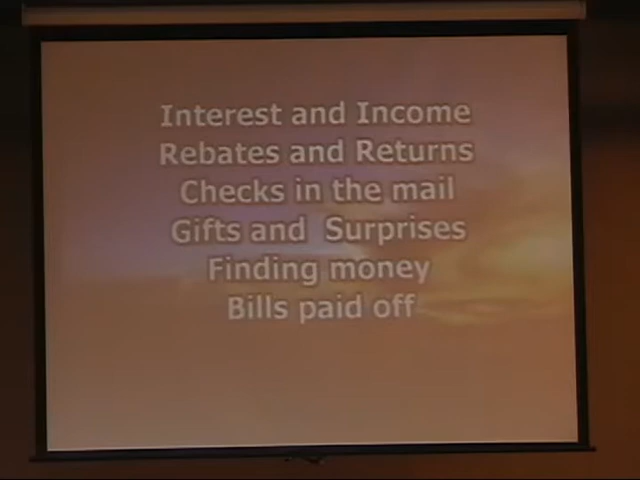 Interest and Income
Rebates and Returns
Checks in the mail
Gifts and Surprises
Finding money
Bills paid off